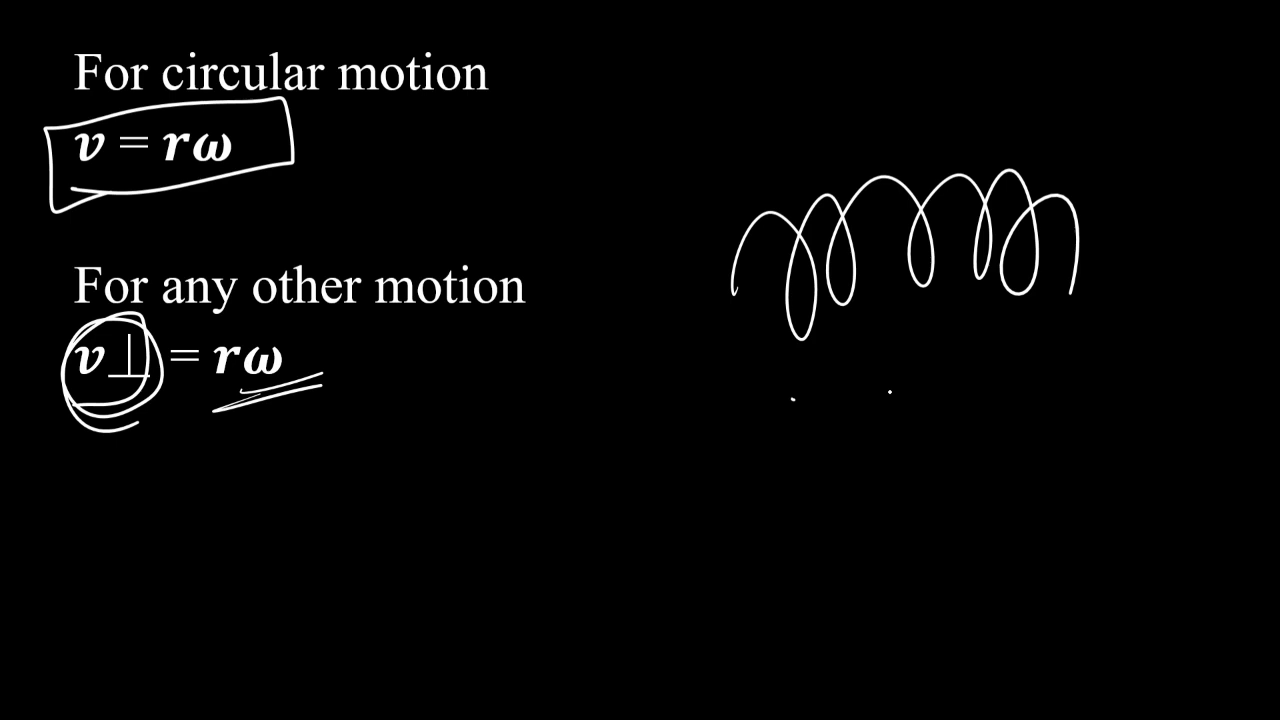 For circular motion
v = rω
For any other motion
v⊥ = rω